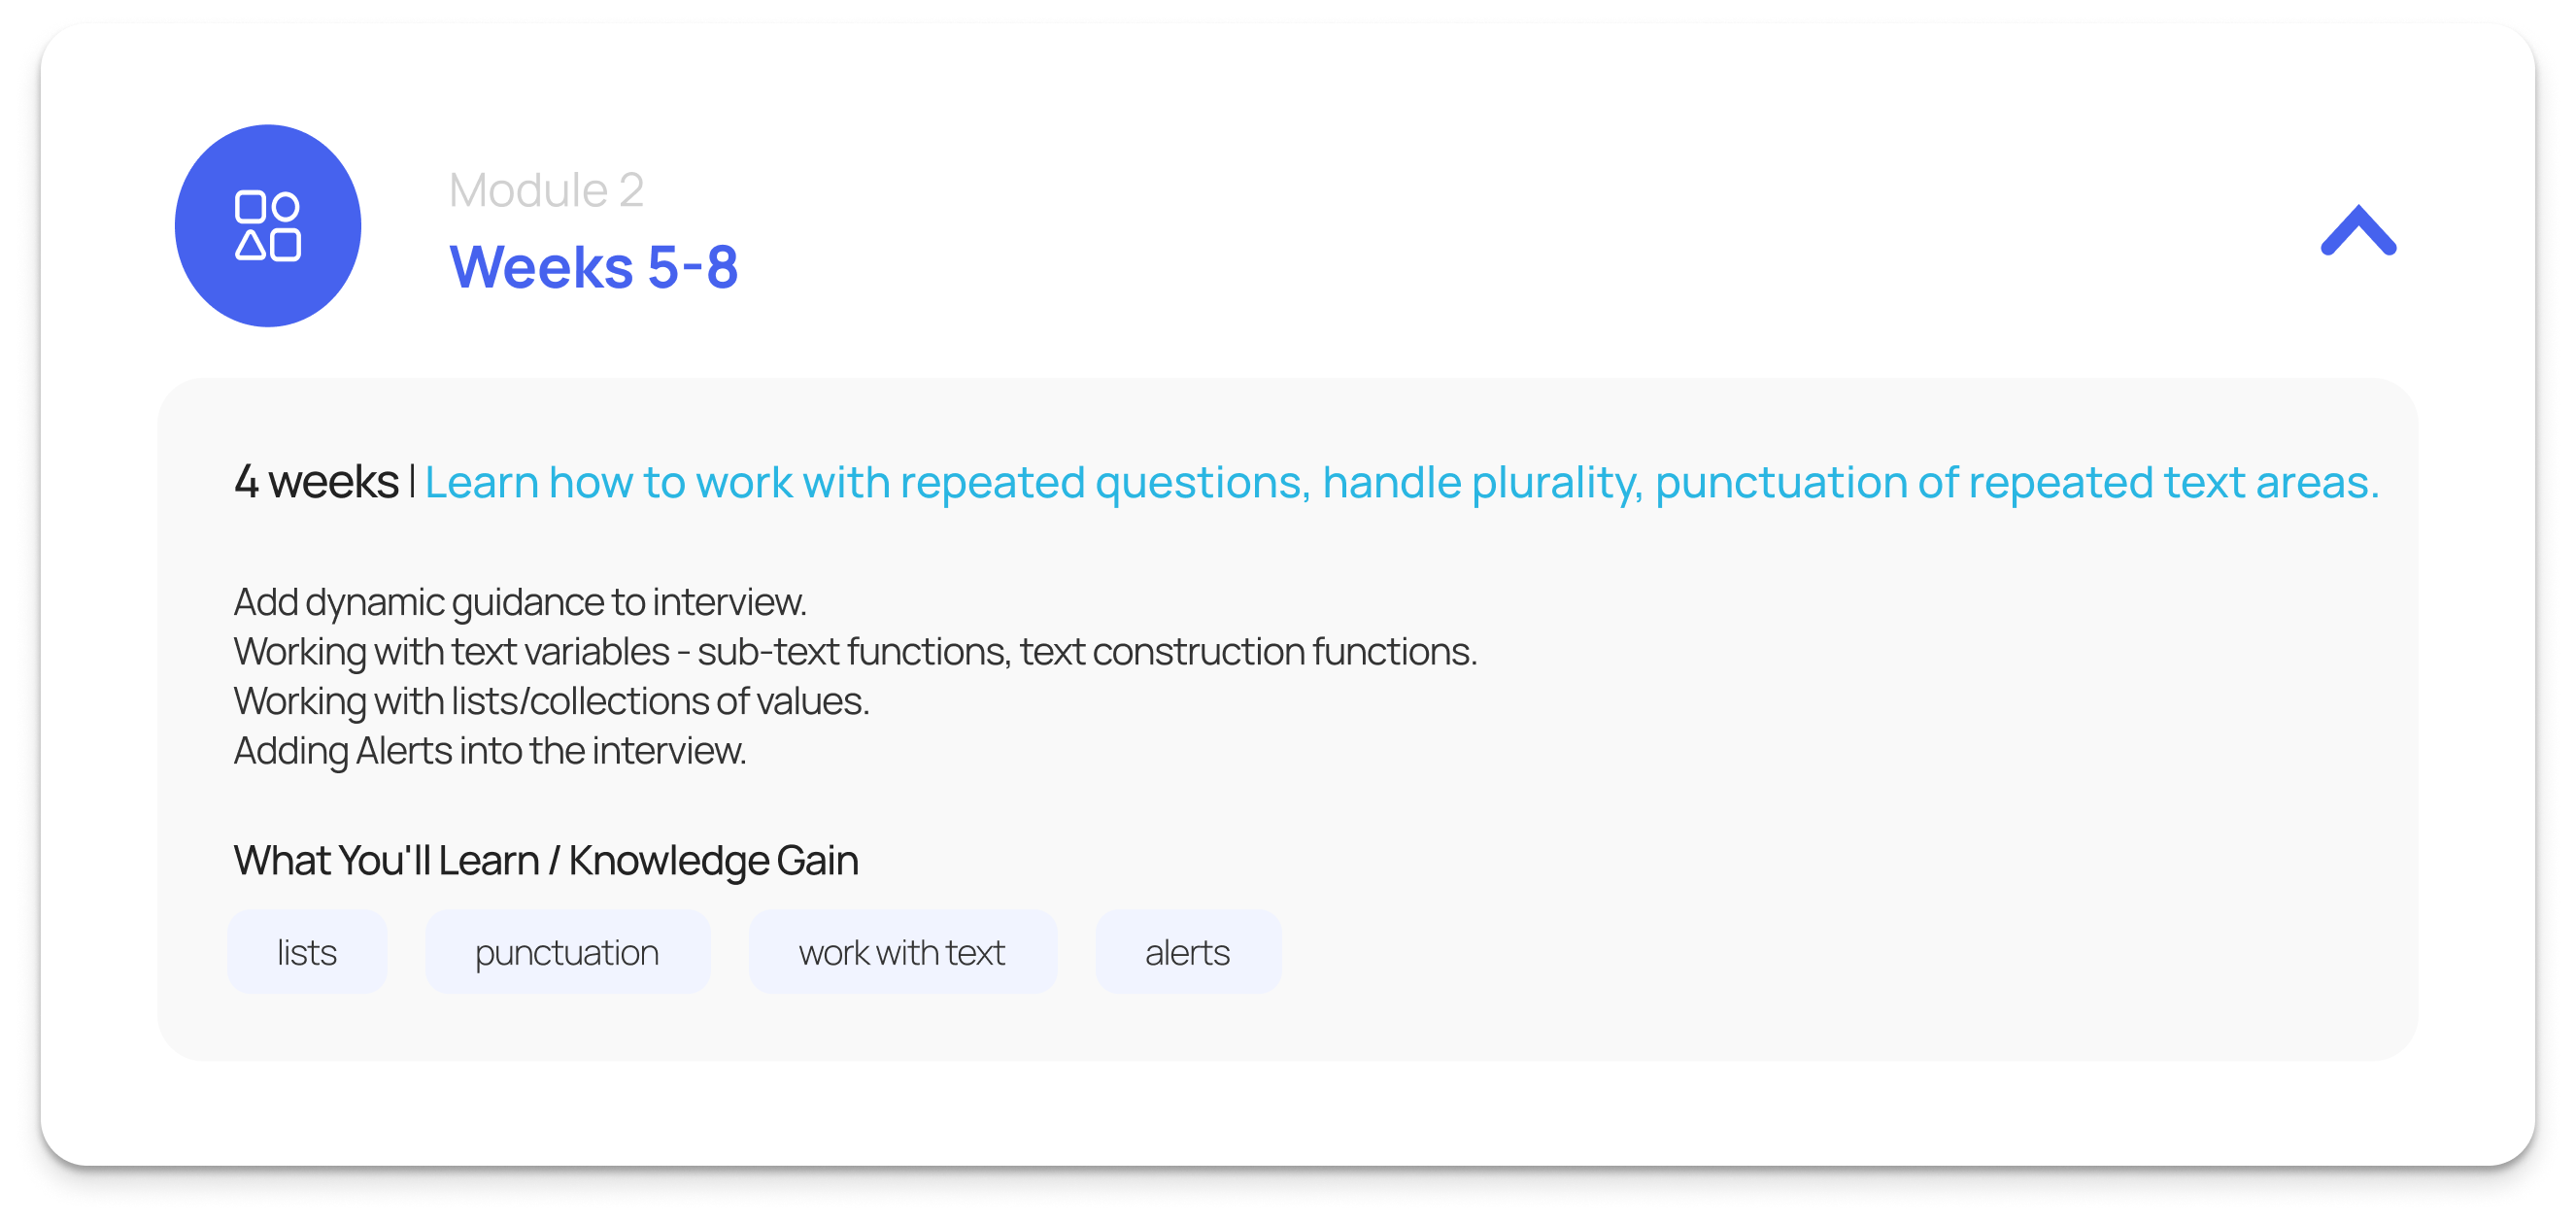 Module 2
Weeks 5-8
4 weeks | Learn how to work with repeated questions, handle plurality, punctuation of repeated text areas.
Add dynamic guidance to interview.
Working with text variables - sub-text functions, text construction functions.
Working with lists/collections of values.
Adding Alerts into the interview.
What You'll Learn / Knowledge Gain
lists
punctuation
work with text
alerts